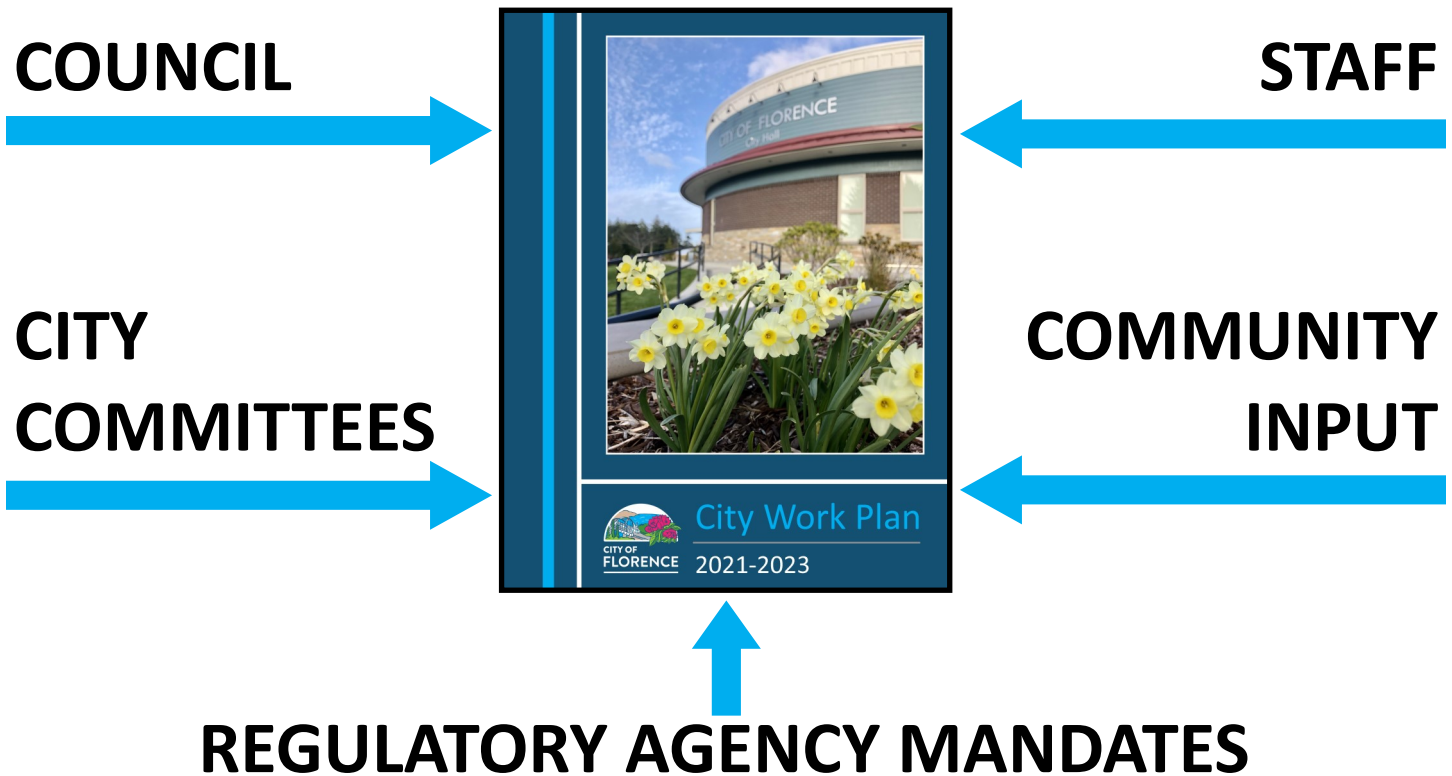 COUNCIL
STAFF
CITY OF FLORENCE
City Hall
CITY
COMMITTEES
COMMUNITY
INPUT
CITY OF
FLORENCE
City Work Plan
2021-2023
REGULATORY AGENCY MANDATES